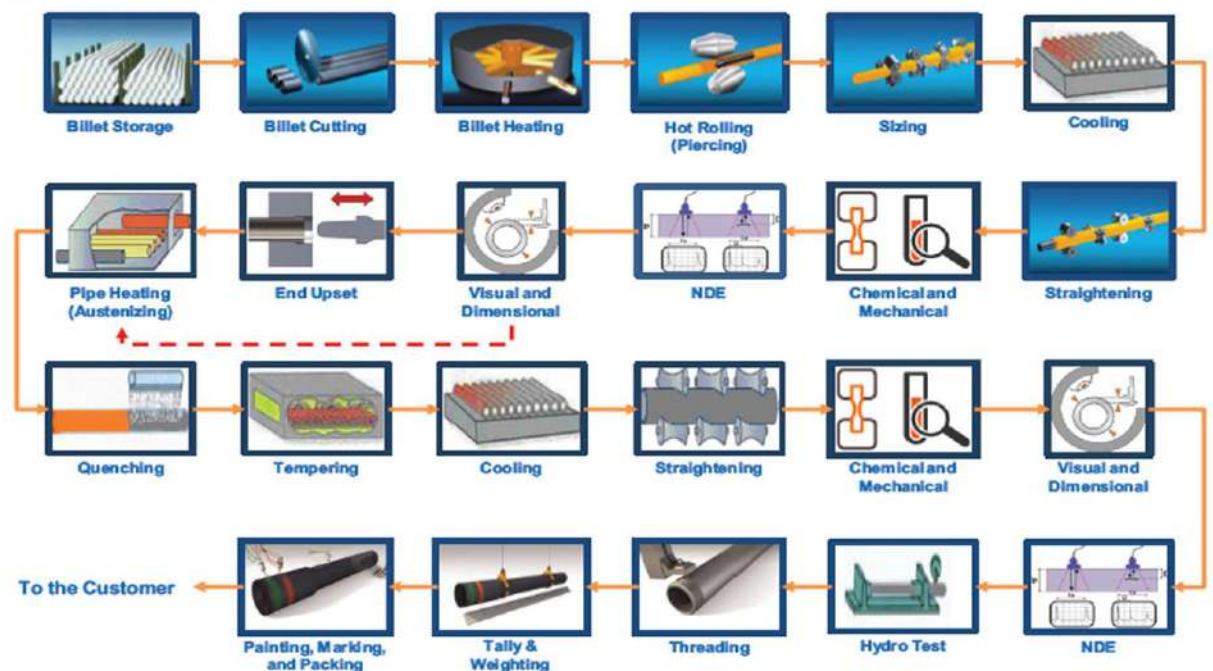 Billet Storage
Billet Cutting
Billet Heating
Hot Rolling
(Piercing)
Sizing
Cooling
Pipe Heating
(Austenizing)
End Upset
Visual and
Dimensional
NDE
Chemical and
Mechanical
Straightening
Quenching
Tempering
Cooling
Straightening
Chemical and
Mechanical
Visual and
Dimensional
To the Customer
Painting, Marking,
and Packing
Tally &
Weighting
Threading
Hydro Test
NDE